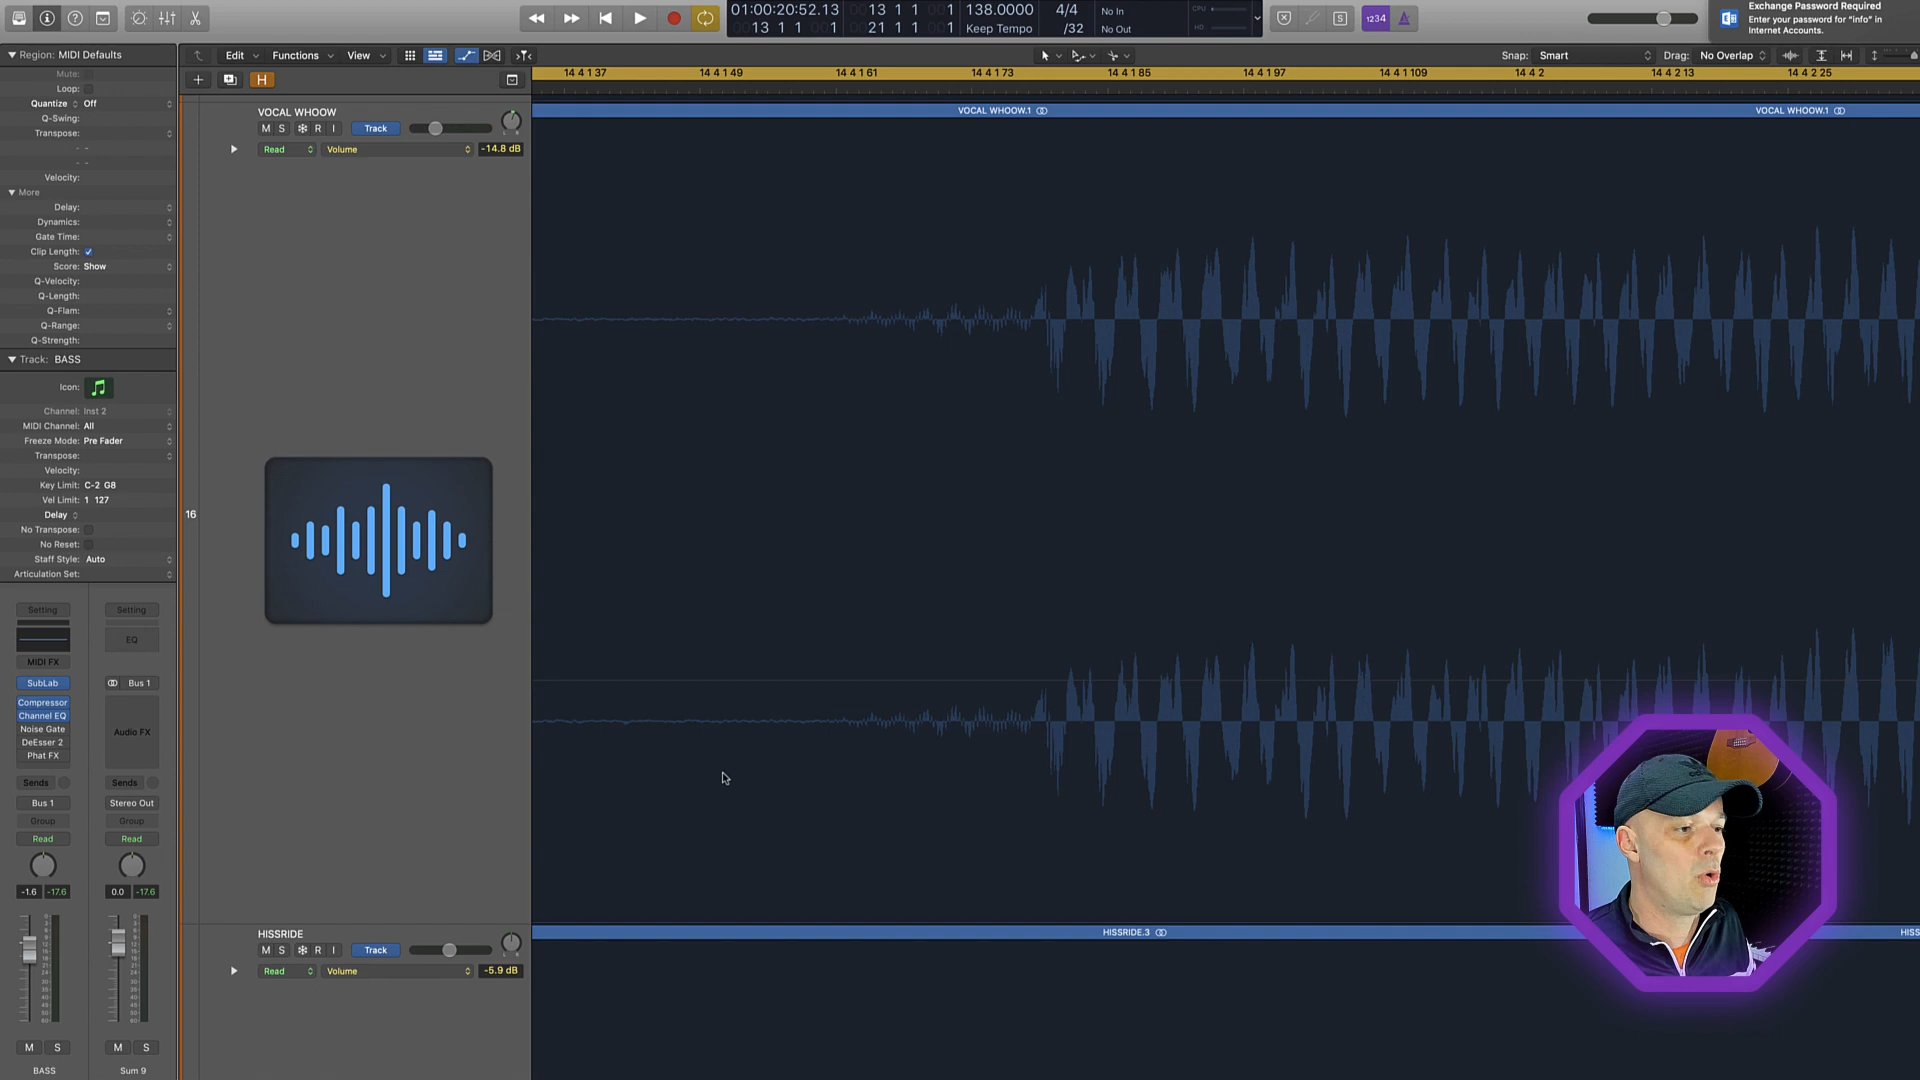 01:00:20:52.13
13 1 1 1
138.0000
4/4
No In
CPU
13 1 1 1
21 1 1 1
Keep Tempo
/32
No Out
HD
1234
S
Exchange Password Required
Enter your password for "info" in
Internet Accounts.
Region: MIDI Defaults
Edit
Functions
View
Snap: Smart
Drag: No Overlap
Mute:
Loop:
Quantize Off
Q-Swing:
Transpose:
Velocity:
More
Delay:
Dynamics:
Gate Time:
Clip Length:
Score: Show
Q-Velocity:
Q-Length:
Q-Flam:
Q-Range:
Q-Strength:
H
14 4 1 37
14 4 1 49
14 4 1 61
14 4 1 73
14 4 1 85
14 4 1 97
14 4 1 109
14 4 2
14 4 2 13
14 4 2 25
VOCAL WHOOW
M S R I Track
Read Volume -14.8 dB
VOCAL WHOOW.1
VOCAL WHOOW.1
16
Track: BASS
Icon:
Channel: Inst 2
MIDI Channel: All
Freeze Mode: Pre Fader
Transpose:
Velocity:
Key Limit: C-2 G8
Vel Limit: 1 127
Delay
No Transpose:
No Reset:
Staff Style: Auto
Articulation Set:
Setting
Setting
EQ
MIDI FX
SubLab
Bus 1
Compressor
Channel EQ
Noise Gate
DeEsser 2
Phat FX
Audio FX
Sends
Sends
Bus 1
Stereo Out
Group
Group
Read
Read
-1.6 -17.6
0.0 -17.6
M S
M S
BASS
Sum 9
HISSRIDE
M S R I Track
Read Volume -5.9 dB
HISSRIDE.3
HISS